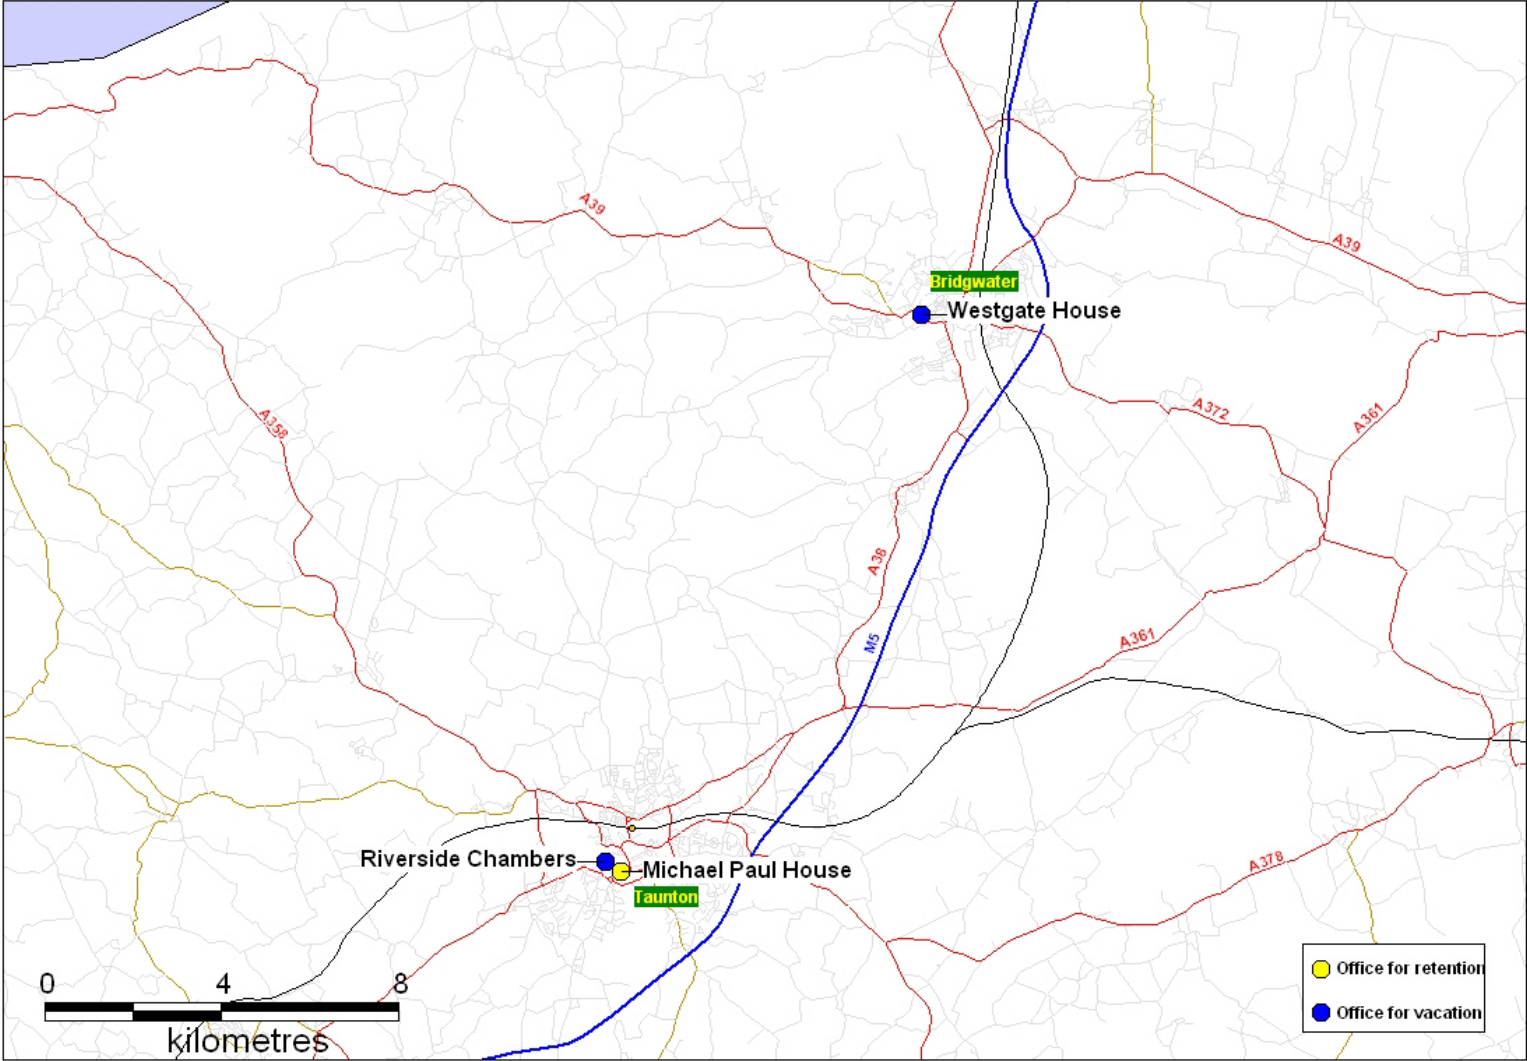 A39
A39
Bridgwater
Westgate House
A358
A372
A361
A38
M5
A361
Riverside Chambers
Michael Paul House
A378
Taunton
0 4 8
kilometres
Office for retention
Office for vacation